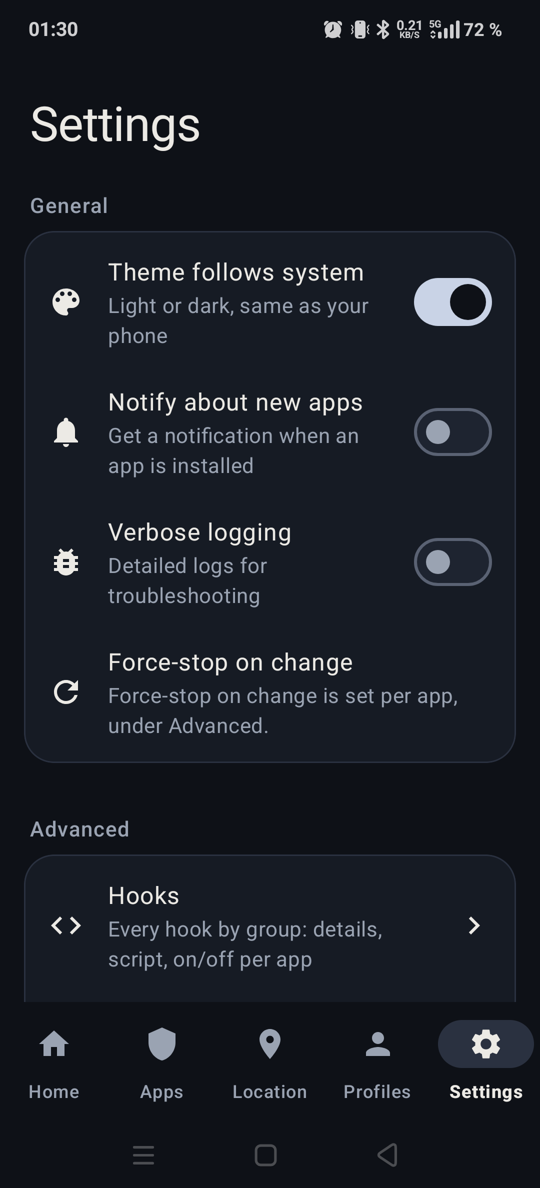 01:30
0.21
KB/S
5G
72 %
Settings
General
Theme follows system
Light or dark, same as your
phone
Notify about new apps
Get a notification when an
app is installed
Verbose logging
Detailed logs for
troubleshooting
Force-stop on change
Force-stop on change is set per app,
under Advanced.
Advanced
Hooks
Every hook by group: details,
script, on/off per app
Home
Apps
Location
Profiles
Settings